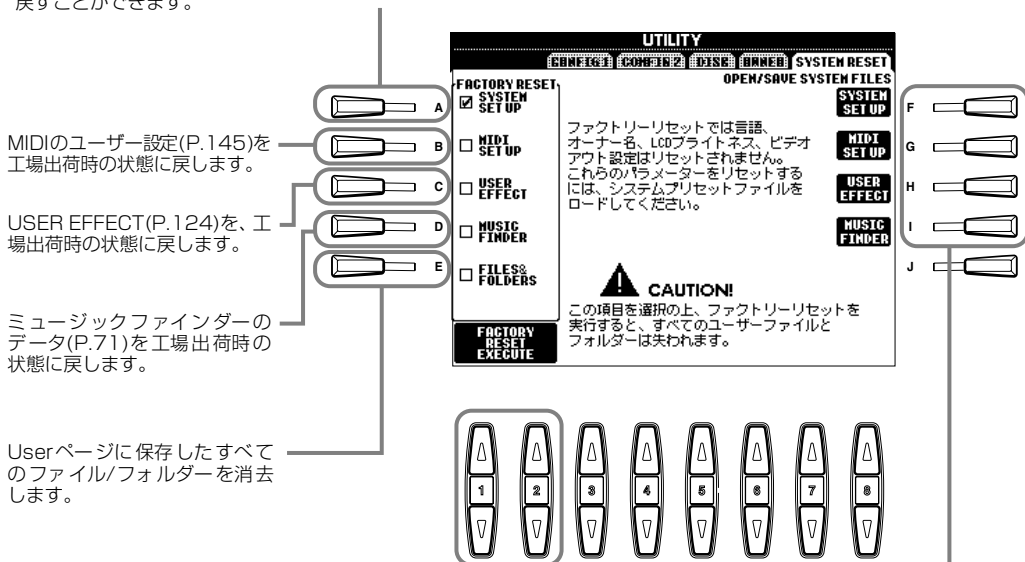 戻すことができます。
MIDIのユーザー設定(P.145)を
工場出荷時の状態に戻します。
USER EFFECT(P.124)を、工
場出荷時の状態に戻します。
ミュージックファインダーの
データ(P.71)を工場出荷時の
状態に戻します。
Userページに保存したすべて
のファイル/フォルダーを消去
します。
A
B
C
D
E
UTILITY
CONFIG 1
CONFIG 2
DISK
OWNER
SYSTEM RESET
FACTORY RESET
OPEN/SAVE SYSTEM FILES
SYSTEM
SET UP
MIDI
SET UP
USER
EFFECT
MUSIC
FINDER
FILES&
FOLDERS
FACTORY
RESET
EXECUTE
ファクトリーリセットでは言語、
オーナー名、LCDブライトネス、ビデオ
アウト設定はリセットされません。
これらのパラメーターをリセットする
には、システムプリセットファイルを
ロードしてください。
CAUTION!
この項目を選択の上、ファクトリーリセットを
実行すると、すべてのユーザーファイルと
フォルダーは失われます。
SYSTEM
SET UP
MIDI
SET UP
USER
EFFECT
MUSIC
FINDER
F
G
H
I
J
1 2 3 4 5 6 7 8